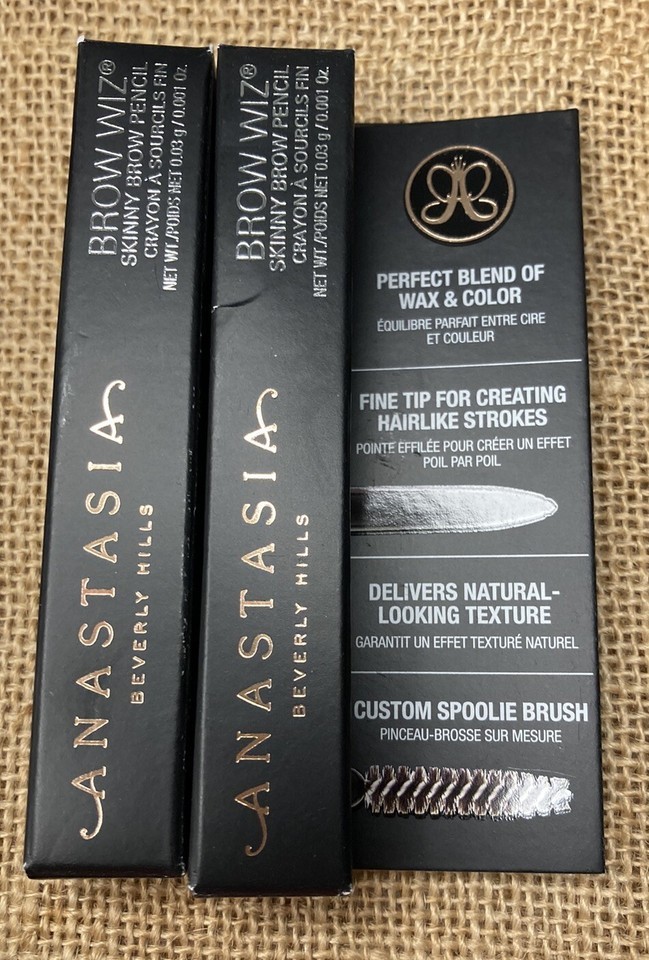 BROW WIZ®
SKINNY BROW PENCIL
CRAYON À SOURCILS FIN
NET WT./POIDS NET 0.03 g / 0.001 Oz.
ANASTASIA
BEVERLY HILLS
BROW WIZ®
SKINNY BROW PENCIL
CRAYON À SOURCILS FIN
NET WT./POIDS NET 0.03 g / 0.001 Oz.
ANASTASIA
BEVERLY HILLS
PERFECT BLEND OF
WAX & COLOR
ÉQUILIBRE PARFAIT ENTRE CIRE
ET COULEUR
FINE TIP FOR CREATING
HAIRLIKE STROKES
POINTE EFFILÉE POUR CRÉER UN EFFET
POIL PAR POIL
DELIVERS NATURAL-
LOOKING TEXTURE
GARANTIT UN EFFET TEXTURÉ NATUREL
CUSTOM SPOOLIE BRUSH
PINCEAU-BROSSE SUR MESURE